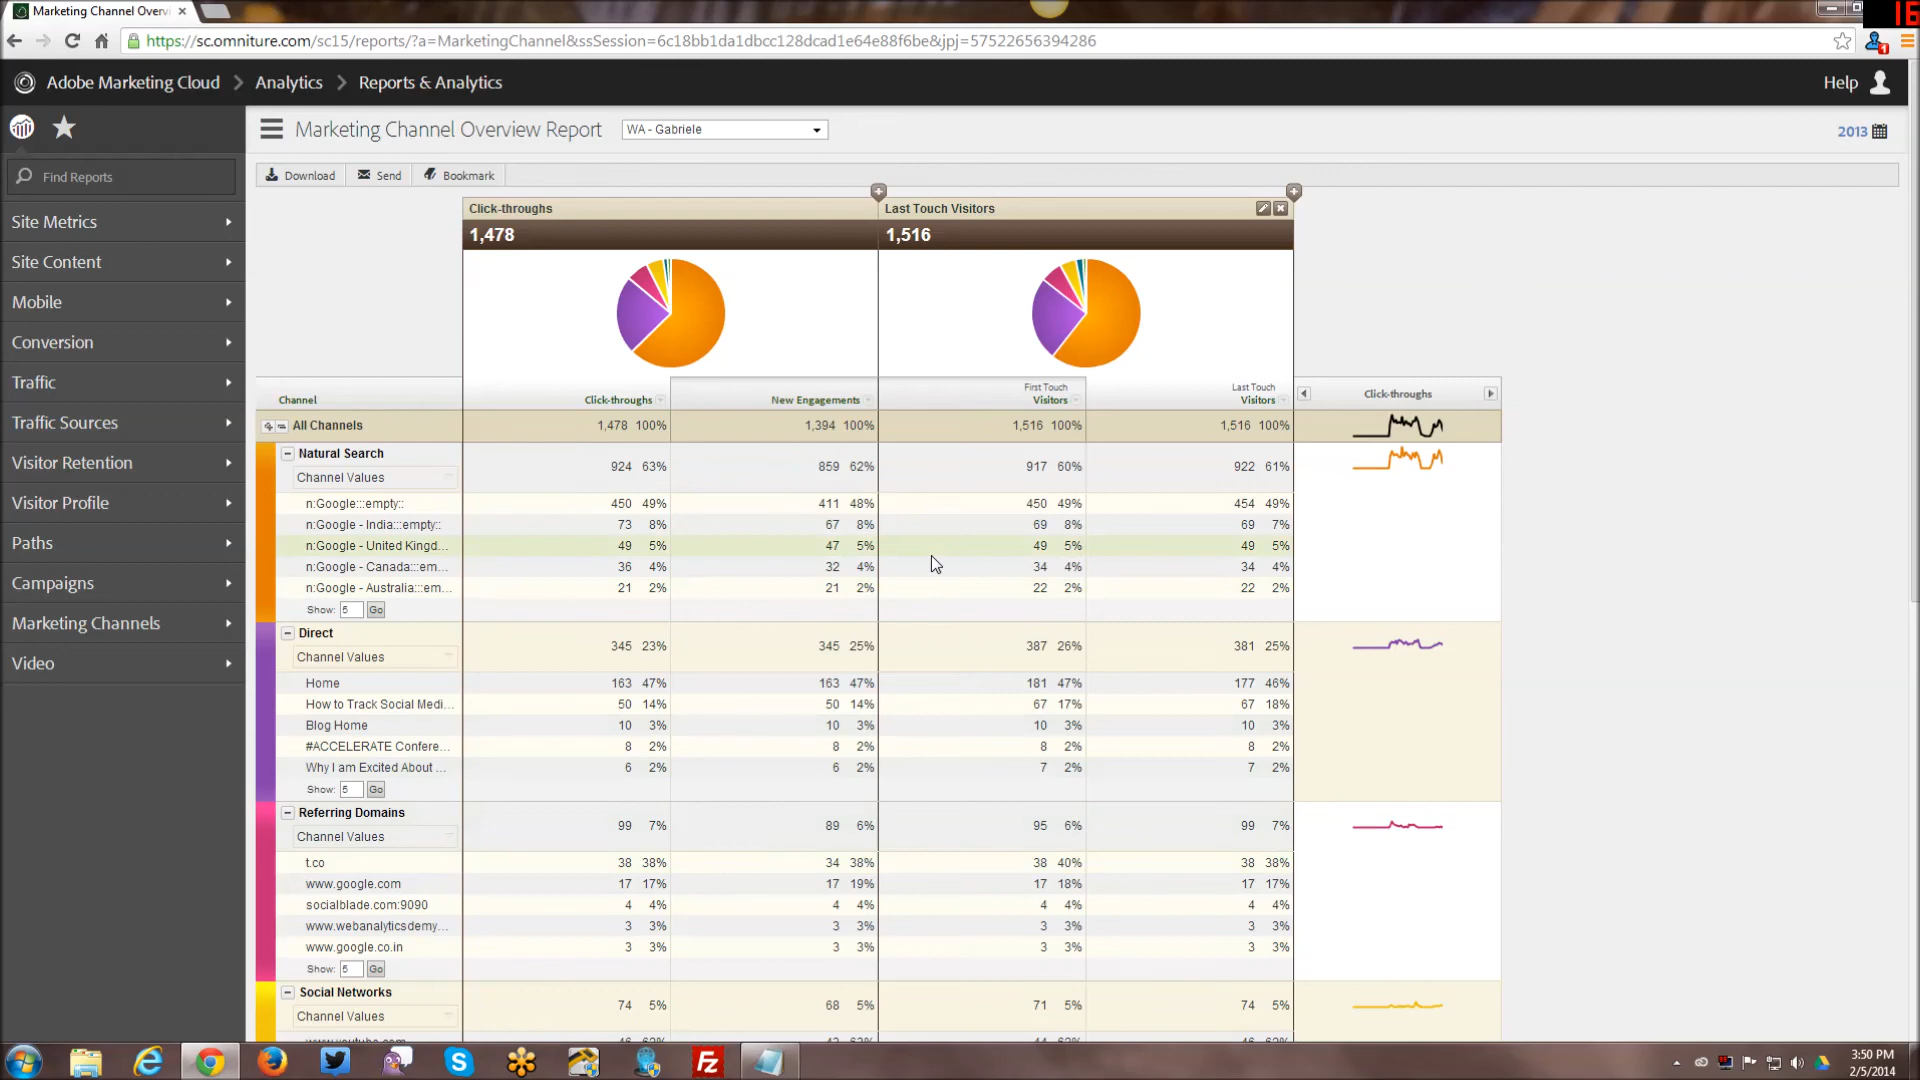 Marketing Channel Overv
16
https://sc.omniture.com/sc15/reports/?a=MarketingChannel&ssSession=6c18bb1da1dbcc128dcad1e64e88f6be&jpj=57522656394286
1
Adobe Marketing Cloud Analytics Reports & Analytics
Help
Marketing Channel Overview Report
WA - Gabriele
2013
Find Reports
Download Send Bookmark
Site Metrics
Site Content
Mobile
Conversion
Traffic
Traffic Sources
Visitor Retention
Visitor Profile
Paths
Campaigns
Marketing Channels
Video
Click-throughs Last Touch Visitors
1,478 1,516
First Touch Last Touch
Channel Click-throughs New Engagements Visitors Visitors Click-throughs
All Channels 1,478 100% 1,394 100% 1,516 100% 1,516 100%
Natural Search
924 63% 859 62% 917 60% 922 61%
Channel Values
n:Google:::empty:: 450 49% 411 48% 450 49% 454 49%
n:Google - India:::empty:: 73 8% 67 8% 69 8% 69 7%
n:Google - United Kingd... 49 5% 47 5% 49 5% 49 5%
n:Google - Canada:::em... 36 4% 32 4% 34 4% 34 4%
n:Google - Australia:::em... 21 2% 21 2% 22 2% 22 2%
Show: 5 Go
Direct
345 23% 345 25% 387 26% 381 25%
Channel Values
Home 163 47% 163 47% 181 47% 177 46%
How to Track Social Medi... 50 14% 50 14% 67 17% 67 18%
Blog Home 10 3% 10 3% 10 3% 10 3%
#ACCELERATE Confere... 8 2% 8 2% 8 2% 8 2%
Why I am Excited About ... 6 2% 6 2% 7 2% 7 2%
Show: 5 Go
Referring Domains
99 7% 89 6% 95 6% 99 7%
Channel Values
t.co 38 38% 34 38% 38 40% 38 38%
www.google.com 17 17% 17 19% 17 18% 17 17%
socialblade.com:9090 4 4% 4 4% 4 4% 4 4%
www.webanalyticsdemy... 3 3% 3 3% 3 3% 3 3%
www.google.co.in 3 3% 3 3% 3 3% 3 3%
Show: 5 Go
Social Networks
74 5% 68 5% 71 5% 74 5%
Channel Values
3:50 PM
2/5/2014